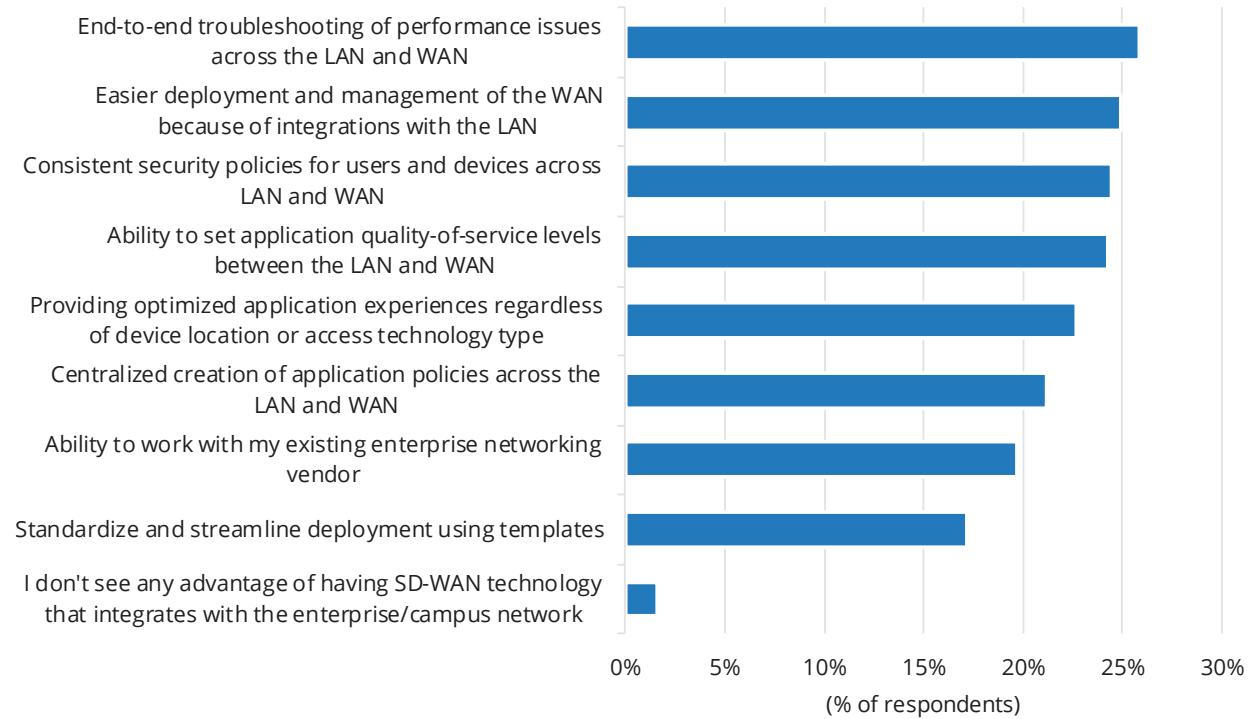 End-to-end troubleshooting of performance issues
across the LAN and WAN
Easier deployment and management of the WAN
because of integrations with the LAN
Consistent security policies for users and devices across
LAN and WAN
Ability to set application quality-of-service levels
between the LAN and WAN
Providing optimized application experiences regardless
of device location or access technology type
Centralized creation of application policies across the
LAN and WAN
Ability to work with my existing enterprise networking
vendor
Standardize and streamline deployment using templates
I don't see any advantage of having SD-WAN technology
that integrates with the enterprise/campus network
0% 5% 10% 15% 20% 25% 30%
(% of respondents)